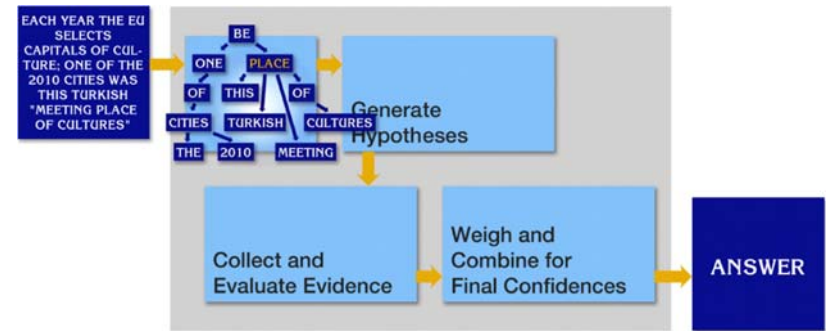 EACH YEAR THE EU
SELECTS
CAPITALS OF CUL-
TURE; ONE OF THE
2010 CITIES WAS
THIS TURKISH
"MEETING PLACE
OF CULTURES"
BE
ONE PLACE
OF THIS OF
CITIES TURKISH CULTURES
THE 2010 MEETING
Generate
Hypotheses
Collect and
Evaluate Evidence
Weigh and
Combine for
Final Confidences
ANSWER